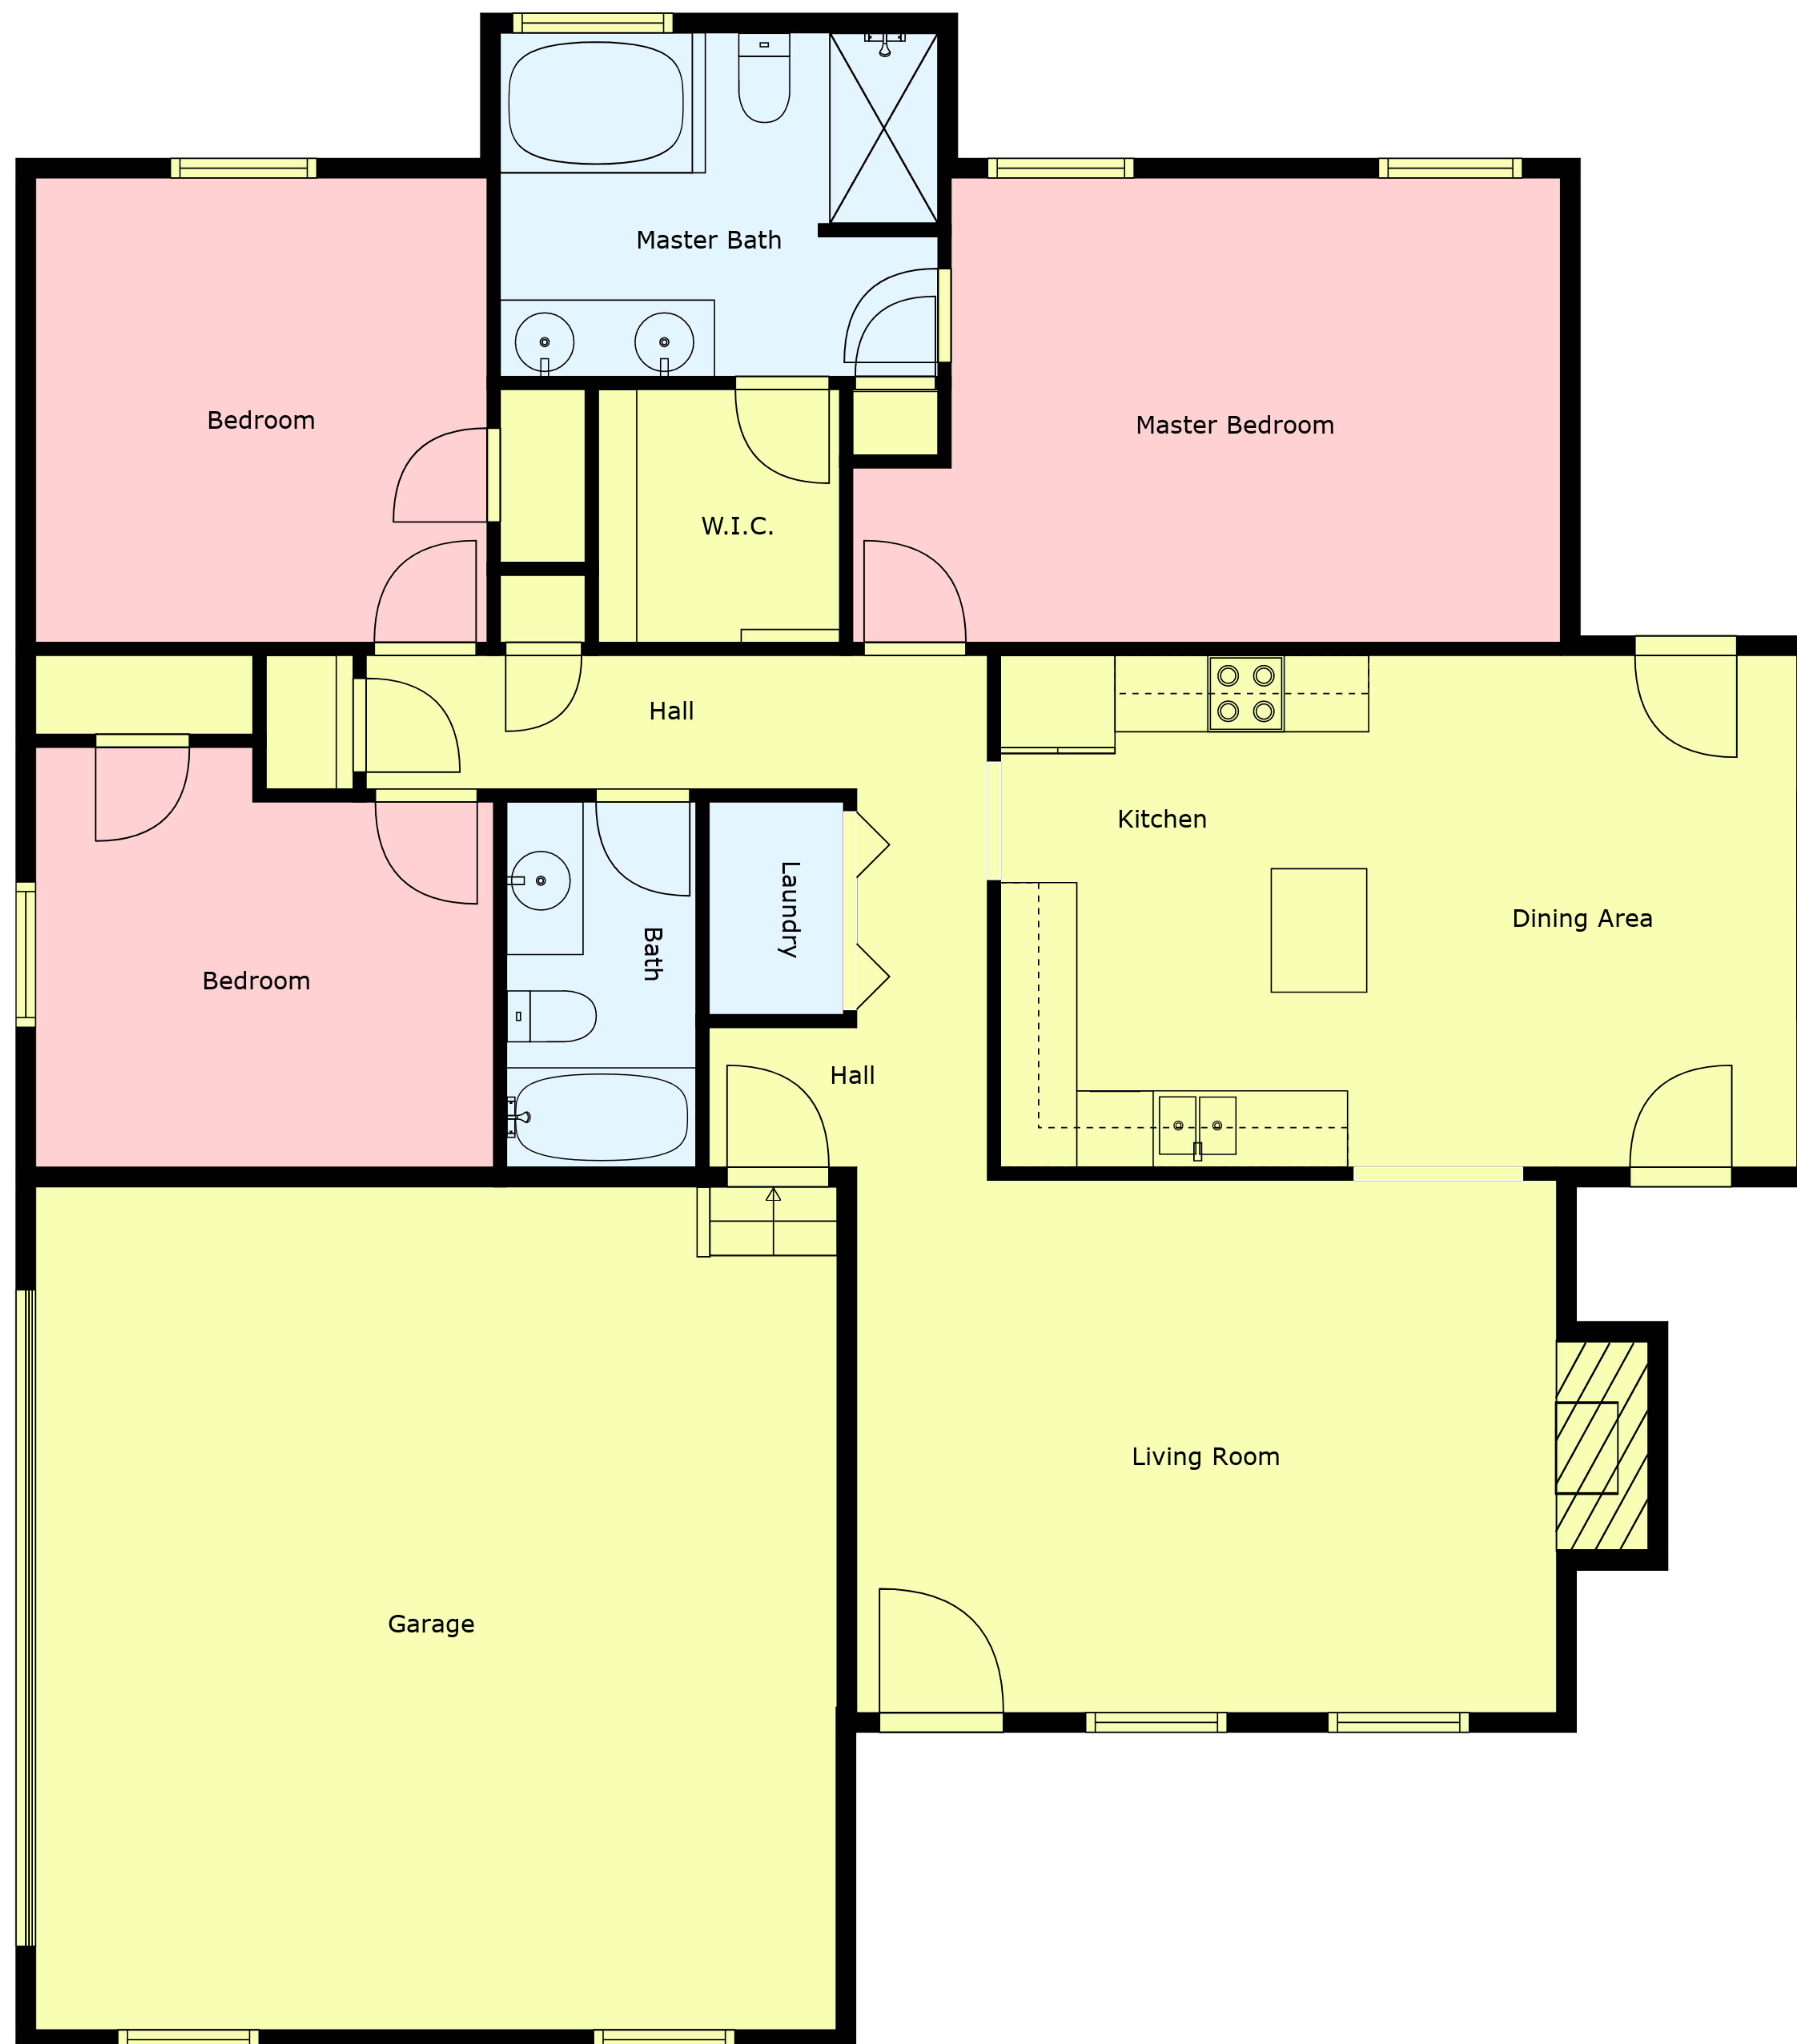 Master Bath
Bedroom
Master Bedroom
W.I.C.
Hall
Kitchen
Laundry
Dining Area
Bath
Bedroom
Hall
Living Room
Garage